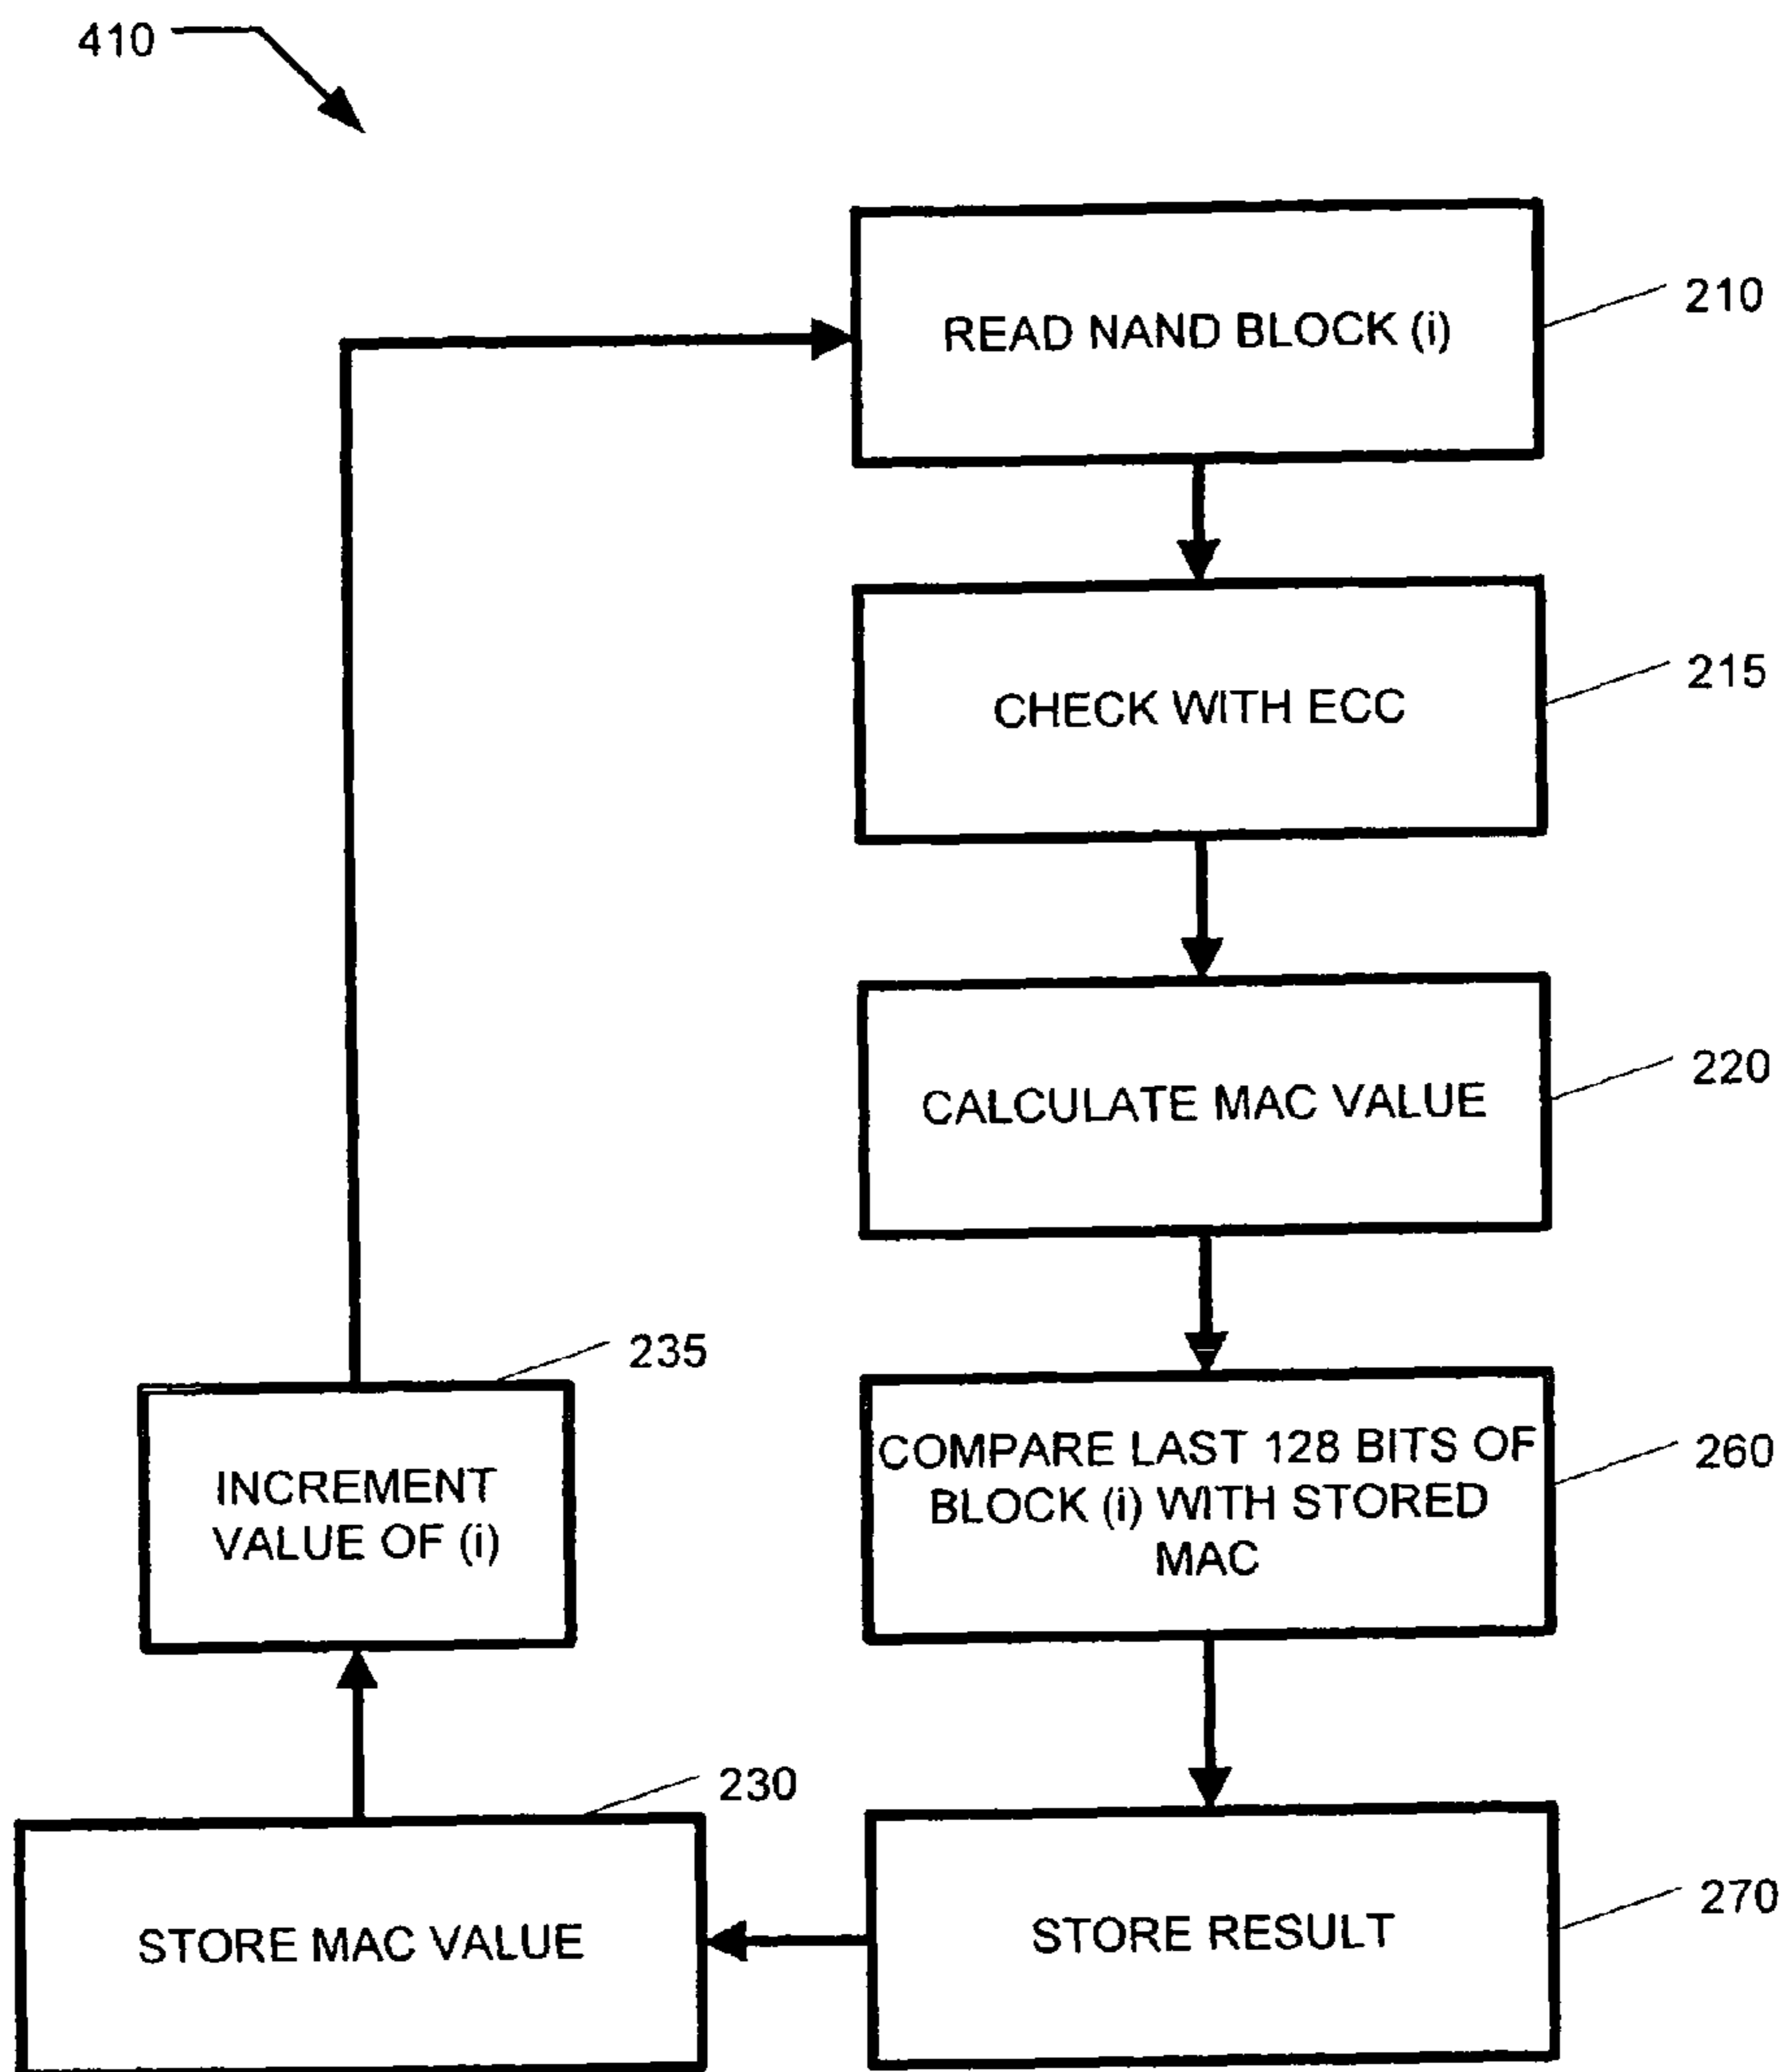 410
READ NAND BLOCK (i)
210
CHECK WITH ECC
215
CALCULATE MAC VALUE
220
COMPARE LAST 128 BITS OF
BLOCK (i) WITH STORED
MAC
260
INCREMENT
VALUE OF (i)
235
STORE MAC VALUE
230
STORE RESULT
270